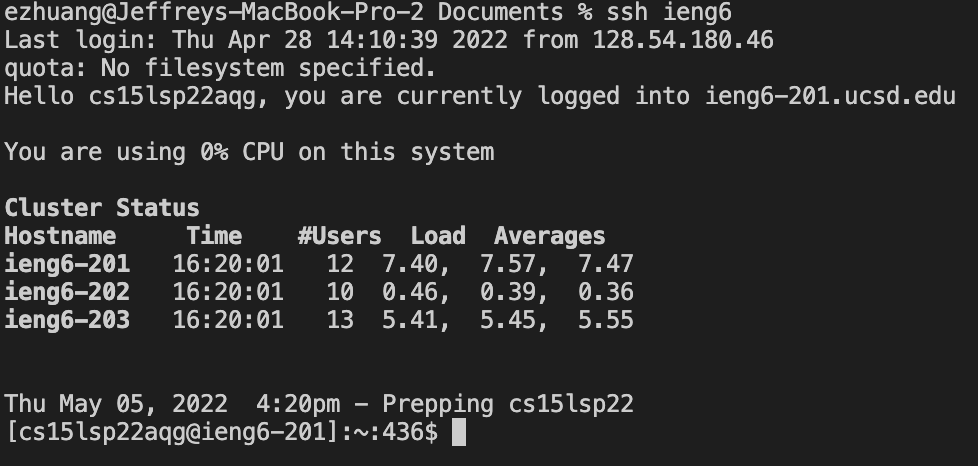 ezhuang@Jeffreys-MacBook-Pro-2 Documents % ssh ieng6
Last login: Thu Apr 28 14:10:39 2022 from 128.54.180.46
quota: No filesystem specified.
Hello cs15lsp22aqg, you are currently logged into ieng6-201.ucsd.edu
You are using 0% CPU on this system
Cluster Status
Hostname     Time    #Users  Load  Averages
ieng6-201   16:20:01   12  7.40,  7.57,  7.47
ieng6-202   16:20:01   10  0.46,  0.39,  0.36
ieng6-203   16:20:01   13  5.41,  5.45,  5.55
Thu May 05, 2022  4:20pm - Prepping cs15lsp22
[cs15lsp22aqg@ieng6-201]:~:436$